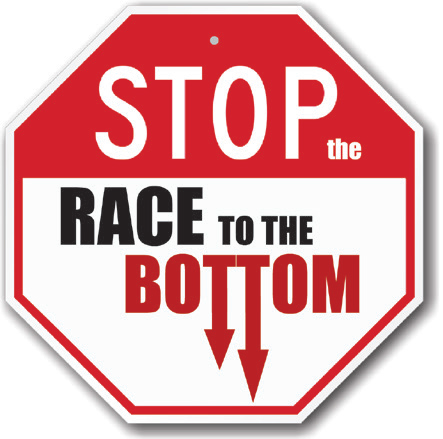 STOP the
RACE TO THE
BOTTOM